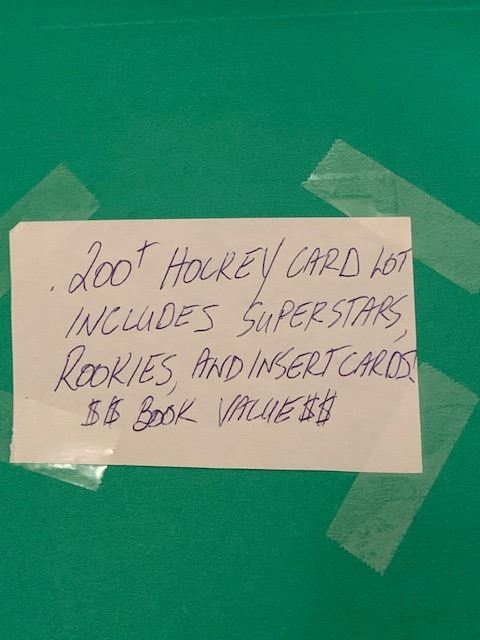 .200+ HOCKEY CARD LOT
INCLUDES SUPERSTARS,
ROOKIES, AND INSERT CARDS!
$$ BOOK VALUE $$